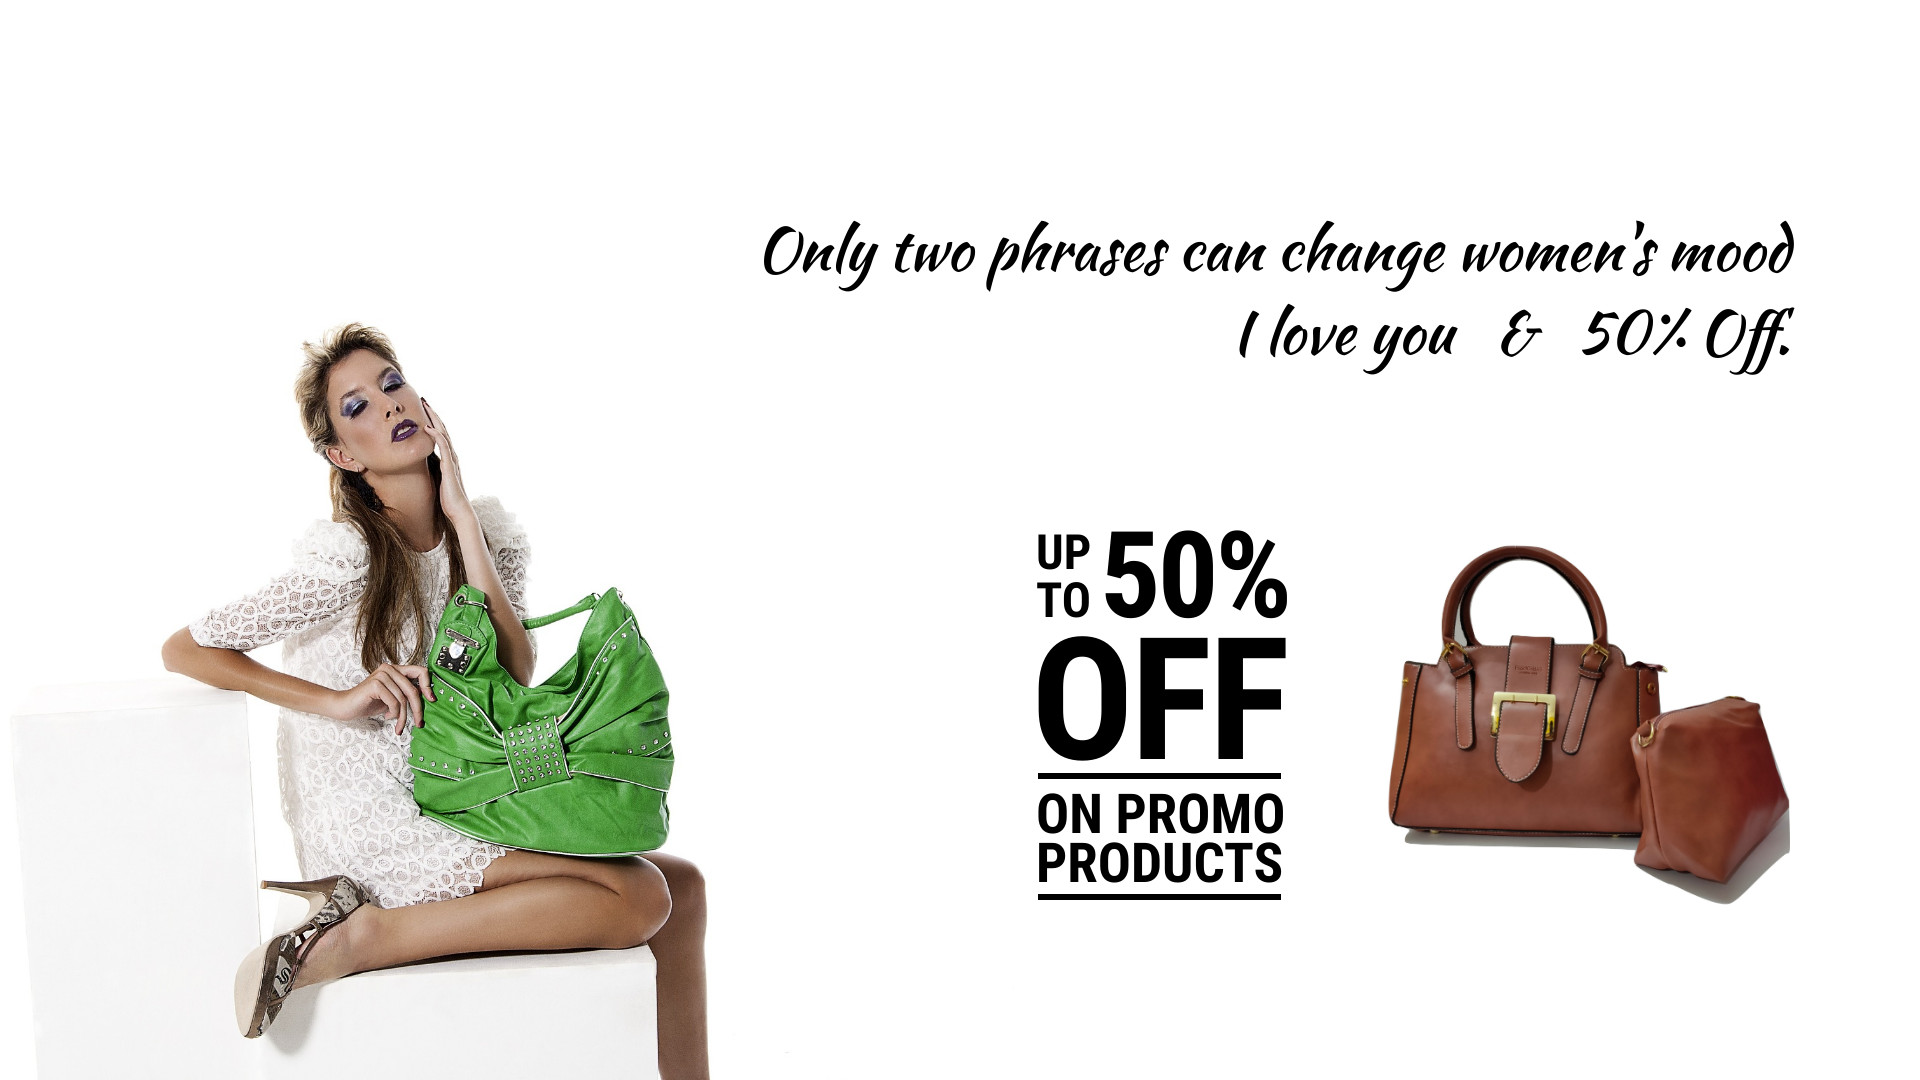 Only two phrases can change women's mood
I love you & 50% Off.
UP TO 50%
OFF
ON PROMO
PRODUCTS